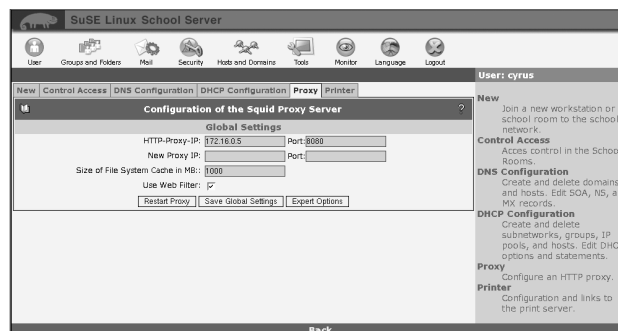 SuSE Linux School Server
User Groups and Folders Mail Security Hosts and Domains Tools Monitor Language Logout
User: cyrus
New Control Access DNS Configuration DHCP Configuration Proxy Printer
Configuration of the Squid Proxy Server ?
Global Settings
HTTP-Proxy-IP: 172.16.0.5 Port: 8080
New Proxy IP: Port:
Size of File System Cache in MB:: 1000
Use Web Filter:
Restart Proxy Save Global Settings Expert Options
New
Join a new workstation or
school room to the school
network.
Control Access
Acces control in the Schoo
Rooms.
DNS Configuration
Create and delete domains
and hosts. Edit SOA, NS, a
MX records.
DHCP Configuration
Create and delete
subnetworks, groups, IP
pools, and hosts. Edit DHC
options and statements.
Proxy
Configure an HTTP proxy.
Printer
Configuration and links to
the print server.
Back